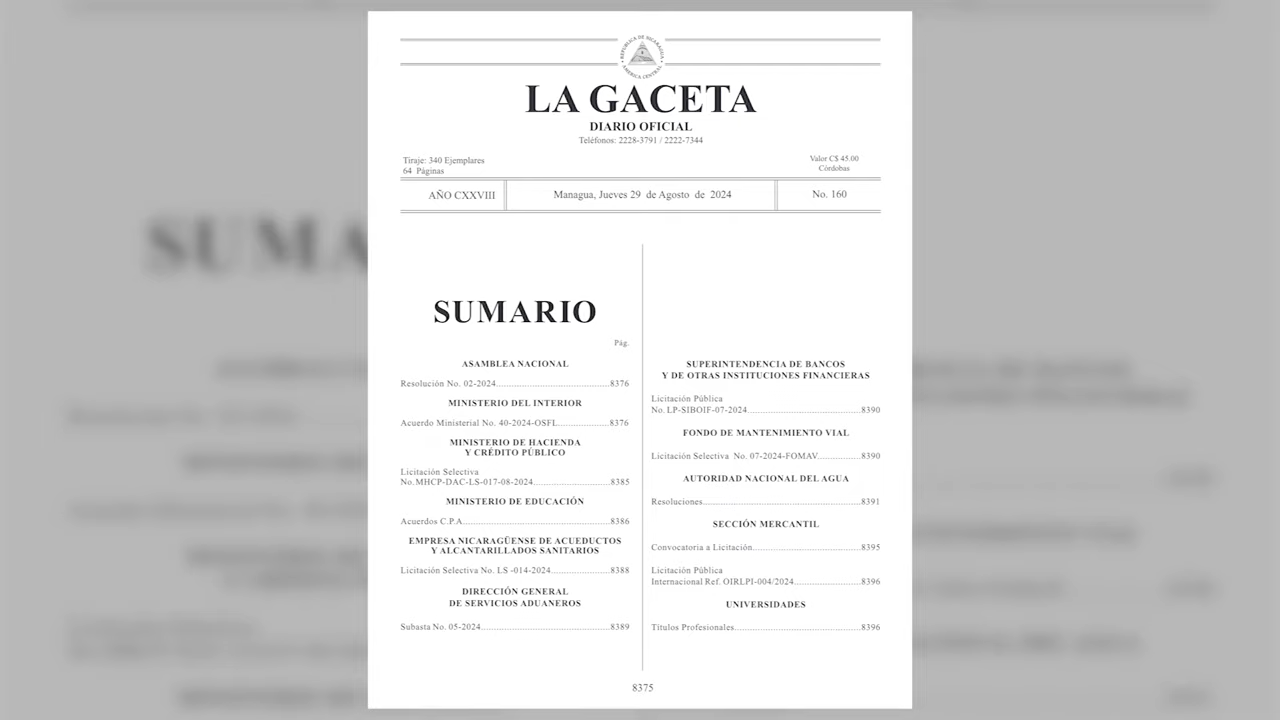 REPUBLICA DE NICARAGUA
AMERICA CENTRAL
LA GACETA
DIARIO OFICIAL
Teléfonos: 2228-3791 / 2222-7344
Tiraje: 340 Ejemplares
64 Páginas
Valor C$ 45.00
Córdobas
AÑO CXXVIII
Managua, Jueves 29 de Agosto de 2024
No. 160
SUMARIO
Pág.
ASAMBLEA NACIONAL
Resolución No. 02-2024..............................................8376
MINISTERIO DEL INTERIOR
Acuerdo Ministerial No. 40-2024-OSFL.....................8376
MINISTERIO DE HACIENDA
Y CRÉDITO PÚBLICO
Licitación Selectiva
No.MHCP-DAC-LS-017-08-2024..............................8385
MINISTERIO DE EDUCACIÓN
Acuerdos C.P.A...........................................................8386
EMPRESA NICARAGÜENSE DE ACUEDUCTOS
Y ALCANTARILLADOS SANITARIOS
Licitación Selectiva No. LS -014-2024.......................8388
DIRECCIÓN GENERAL
DE SERVICIOS ADUANEROS
Subasta No. 05-2024....................................................8389
SUPERINTENDENCIA DE BANCOS
Y DE OTRAS INSTITUCIONES FINANCIERAS
Licitación Pública
No. LP-SIBOIF-07-2024.............................................8390
FONDO DE MANTENIMIENTO VIAL
Licitación Selectiva No. 07-2024-FOMAV.................8390
AUTORIDAD NACIONAL DEL AGUA
Resoluciones...............................................................8391
SECCIÓN MERCANTIL
Convocatoria a Licitación...........................................8395
Licitación Pública
Internacional Ref. OIRLPI-004/2024..........................8396
UNIVERSIDADES
Títulos Profesionales..................................................8396
8375